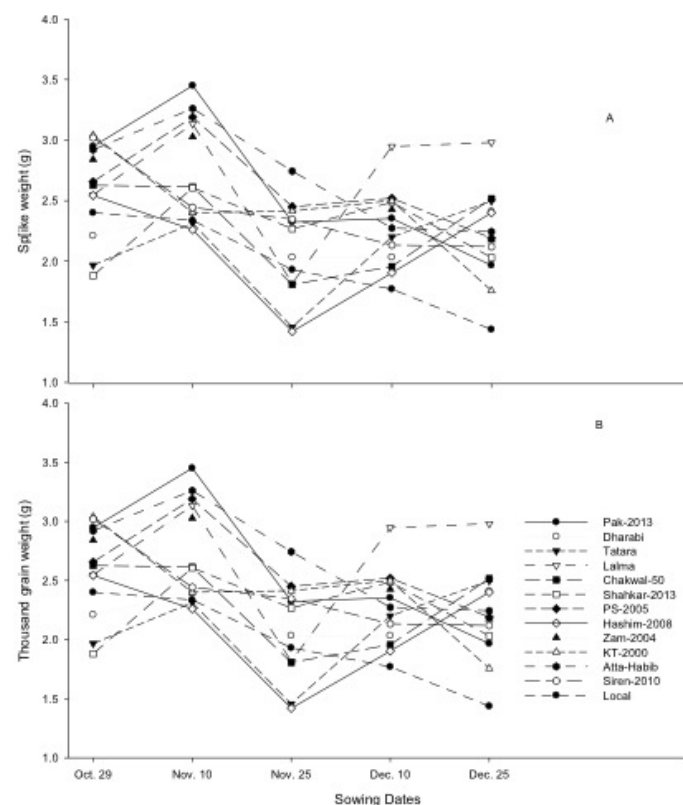 4.0
3.5
3.0
2.5
2.0
1.5
1.0
Sp[ike weight (g)
A
4.0
3.5
3.0
2.5
2.0
1.5
1.0
Thousand grain weight (g)
B
Pak-2013
Dharabi
Tatara
Lalma
Chakwal-50
Shahkar-2013
PS-2005
Hashim-2008
Zam-2004
KT-2000
Atta-Habib
Siren-2010
Local
Oct. 29 Nov. 10 Nov. 25 Dec. 10 Dec. 25
Sowing Dates